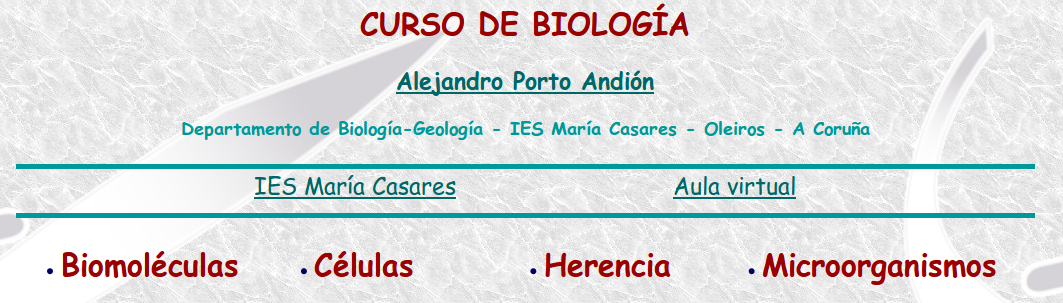 CURSO DE BIOLOGÍA
Alejandro Porto Andión
Departamento de Biología-Geología - IES María Casares - Oleiros - A Coruña
IES María Casares Aula virtual
• Biomoléculas • Células • Herencia • Microorganismos